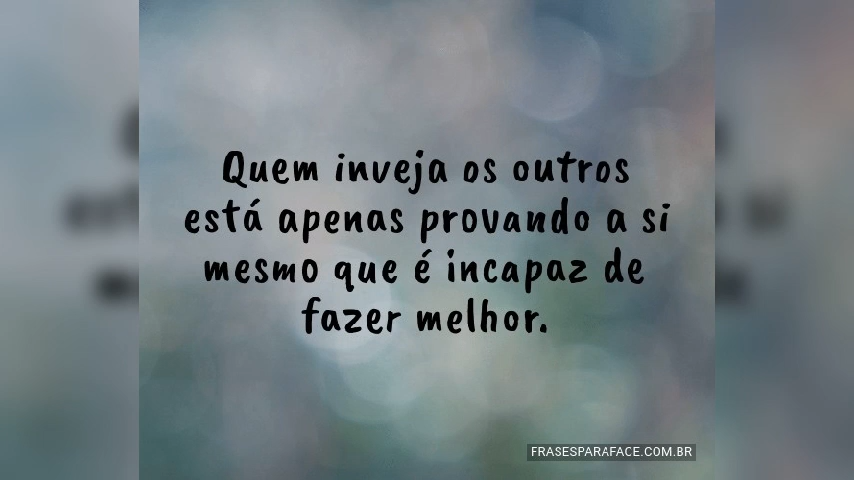 Quem inveja os outros
está apenas provando a si
mesmo que é incapaz de
fazer melhor.
FRASESPARAFACE.COM.BR